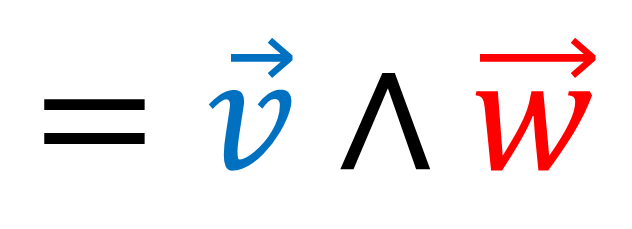 = v⃗ ∧ w⃗